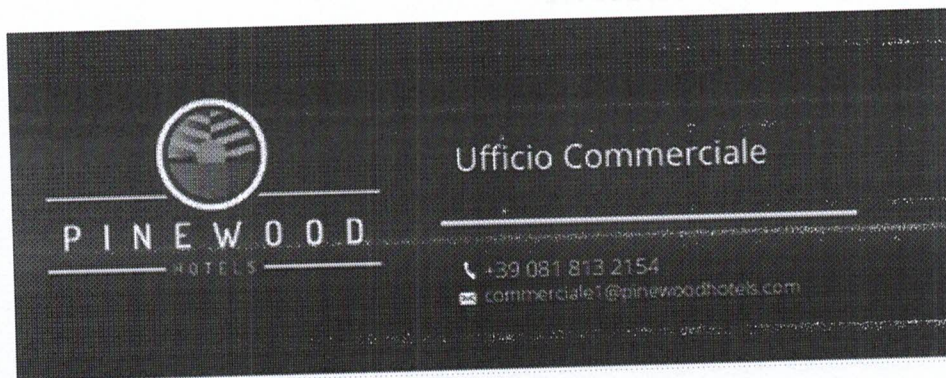 PINEWOOD
HOTELS
Ufficio Commerciale
+39 081 813 2154
commerciale1@pinewoodhotels.com